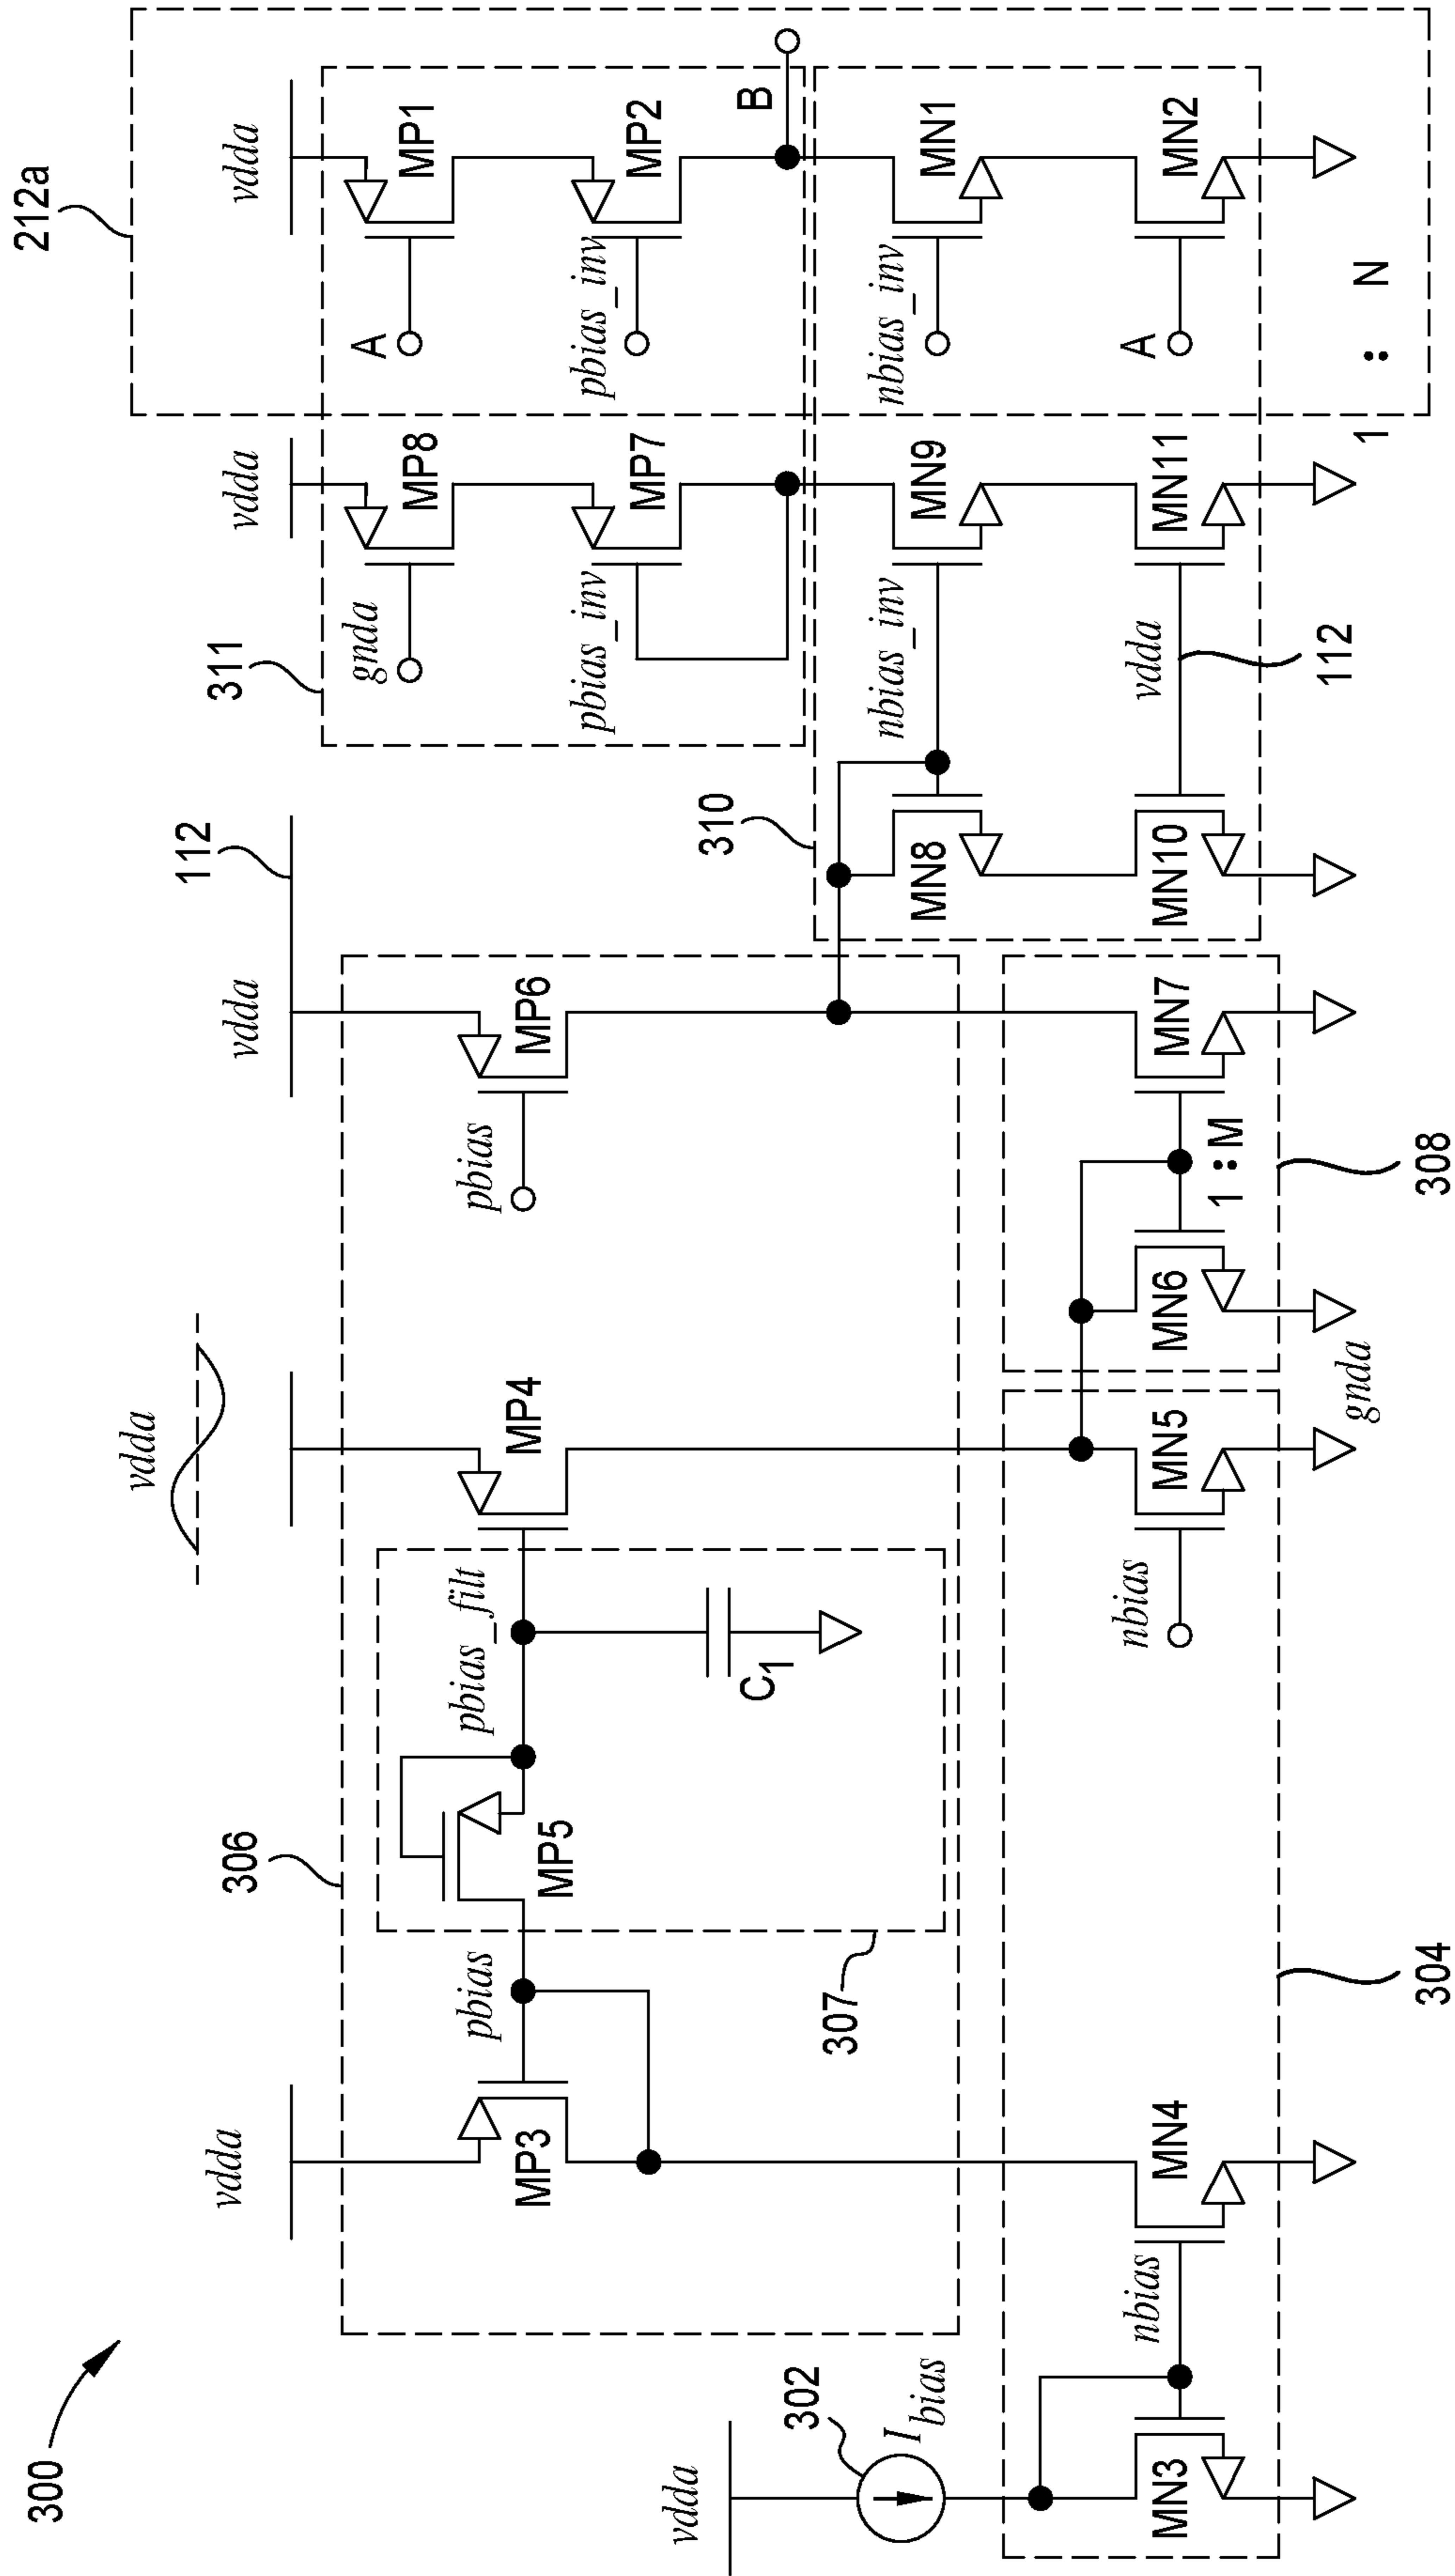 300
212a
vdda
vdda
112
vdda
vdda
vdda
vdda
311
306
302
I bias
MP1
A
MP2
pbias_inv
B
MP8
gnda
MP7
pbias_inv
MP6
pbias
MP4
pbias_filt
C1
MP5
307
pbias
MP3
310
MN1
nbias_inv
MN2
A
MN9
nbias_inv
MN11
vdda
112
MN8
MN10
MN7
1 : M
308
MN6
gnda
MN5
nbias
304
MN4
nbias
MN3
1 : N